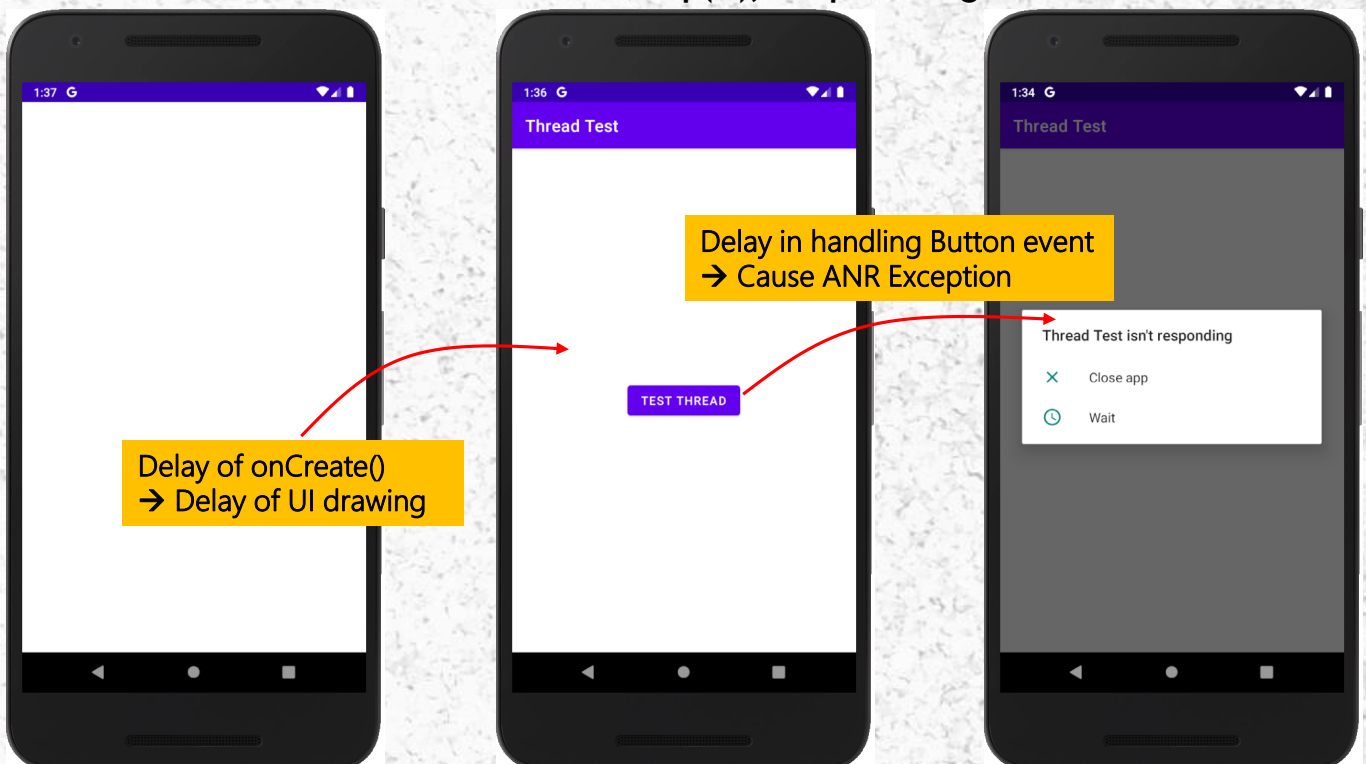 1:37 G
Delay of onCreate()
→ Delay of UI drawing
1:36 G
Thread Test
TEST THREAD
Delay in handling Button event
→ Cause ANR Exception
1:34 G
Thread Test
Thread Test isn't responding
Close app
Wait